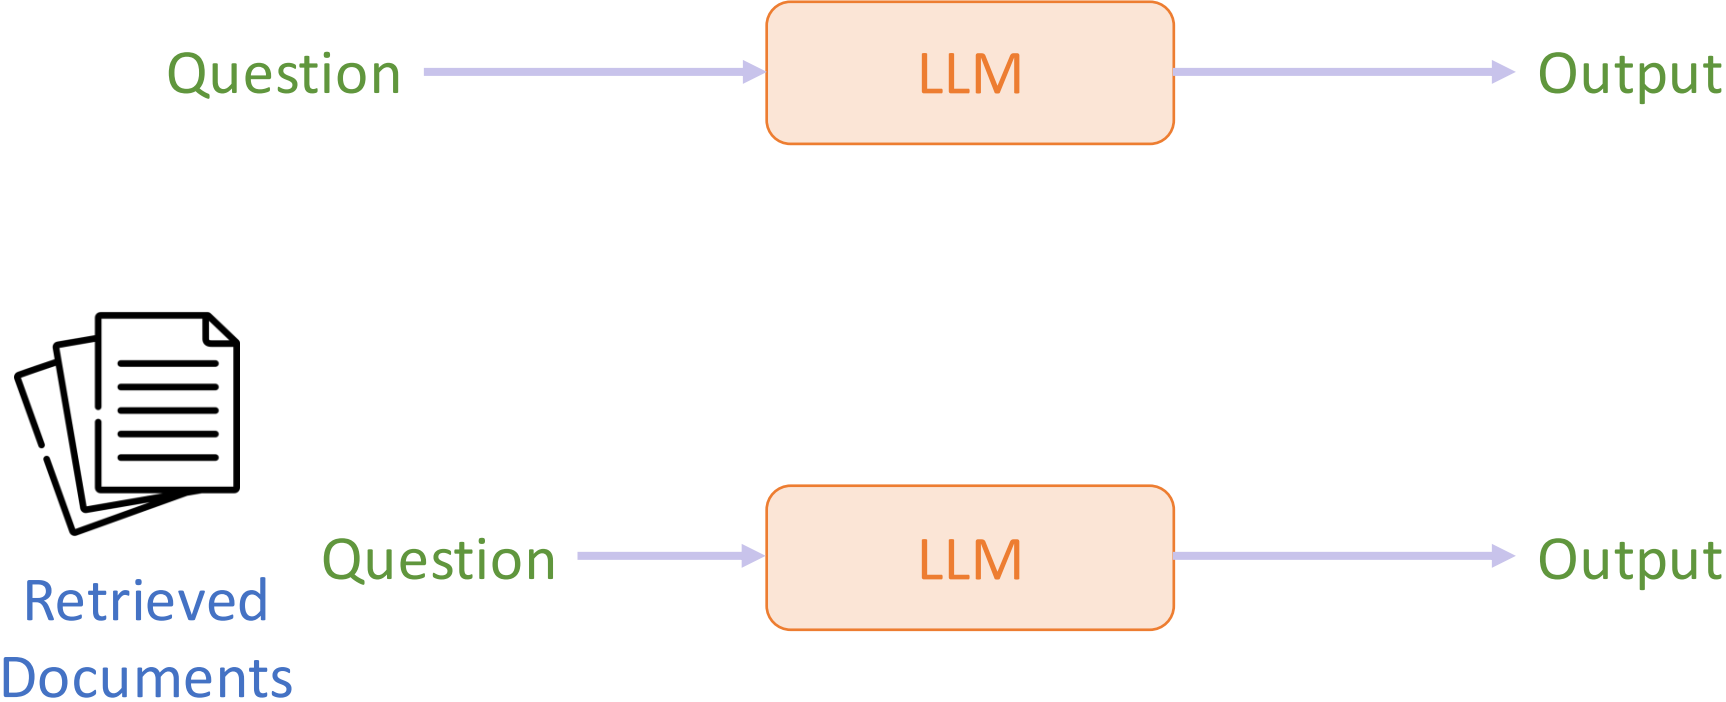 Question
LLM
Output
Question
LLM
Output
Retrieved
Documents